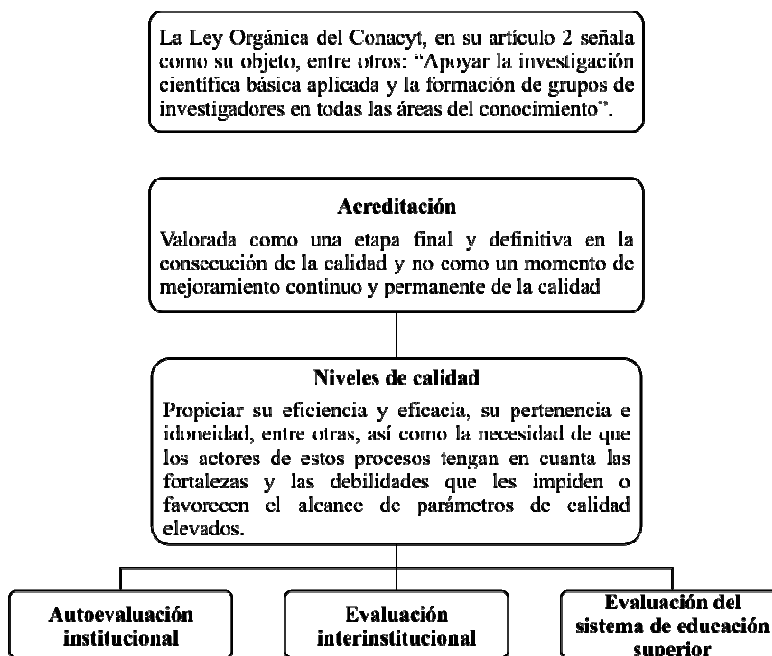 La Ley Orgánica del Conacyt, en su artículo 2 señala
como su objeto, entre otros: “Apoyar la investigación
científica básica aplicada y la formación de grupos de
investigadores en todas las áreas del conocimiento”.
Acreditación
Valorada como una etapa final y definitiva en la
consecución de la calidad y no como un momento de
mejoramiento continuo y permanente de la calidad
Niveles de calidad
Propiciar su eficiencia y eficacia, su pertenencia e
idoneidad, entre otras, así como la necesidad de que
los actores de estos procesos tengan en cuanta las
fortalezas y las debilidades que les impiden o
favorecen el alcance de parámetros de calidad
elevados.
Autoevaluación
institucional
Evaluación
interinstitucional
Evaluación del
sistema de educación
superior